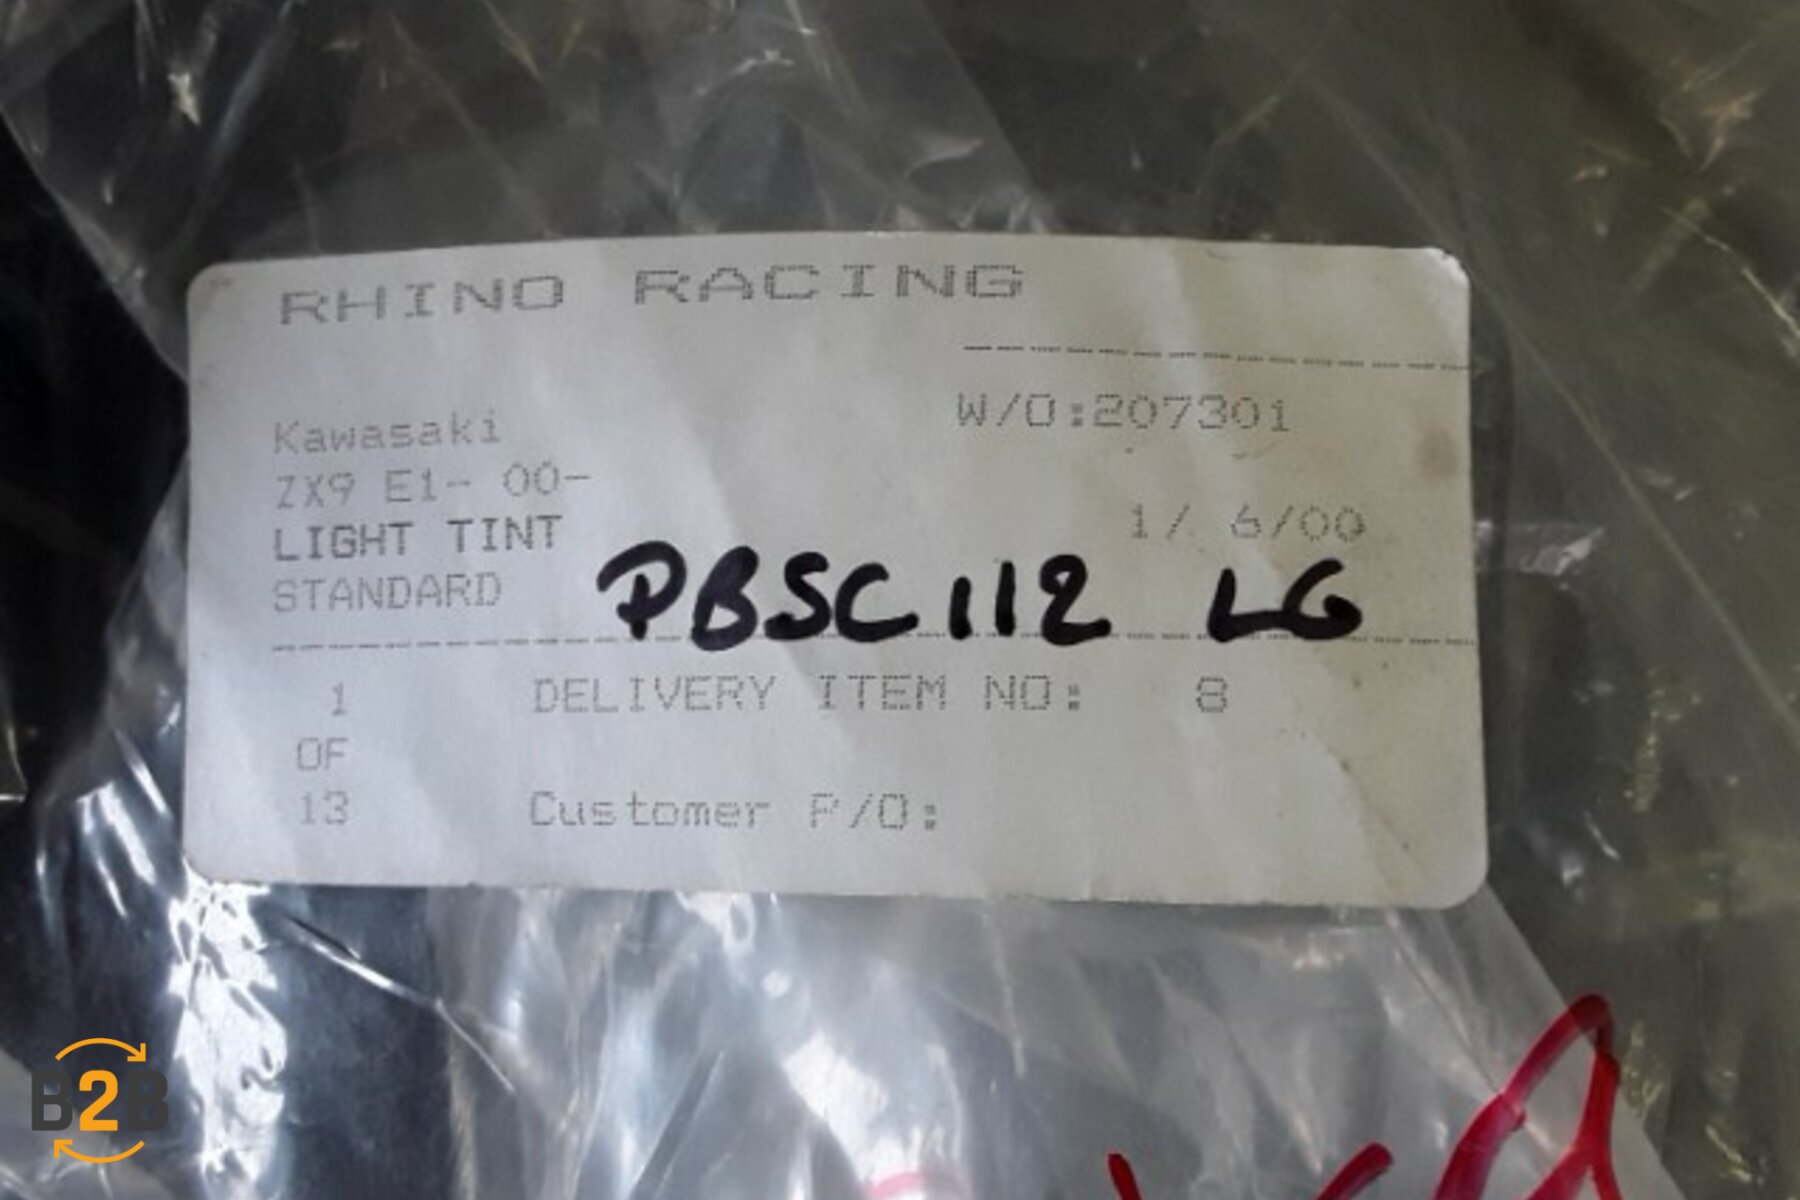 RHINO RACING
Kawasaki
W/O:207301
ZX9 E1- 00-
1/ 6/00
LIGHT TINT
STANDARD
PBSC112 LG
1
DELIVERY ITEM NO: 8
OF
13
Customer P/O:
B2B